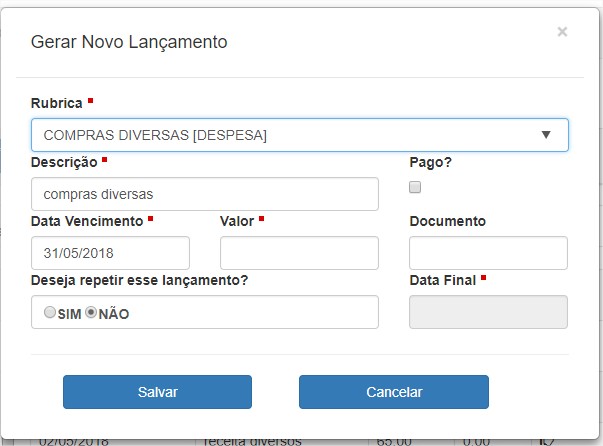 Gerar Novo Lançamento
×
Rubrica
COMPRAS DIVERSAS [DESPESA]
Descrição
Pago?
compras diversas
Data Vencimento
Valor
Documento
31/05/2018
Deseja repetir esse lançamento?
Data Final
SIM NÃO
Salvar
Cancelar
02/05/2018 receita diversos 65.00 0.00